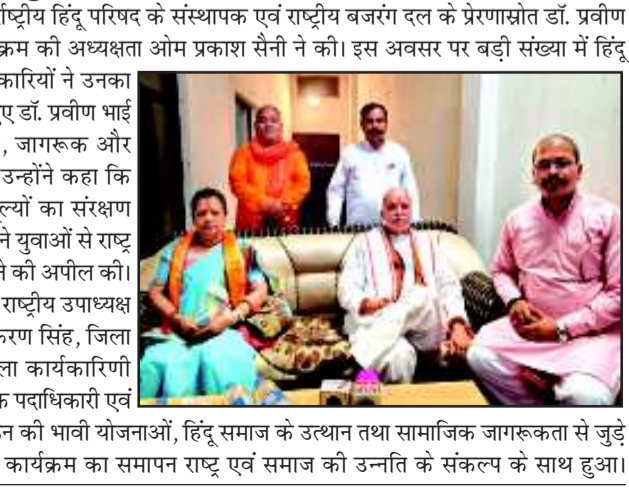 राष्ट्रीय हिंदू परिषद के संस्थापक एवं राष्ट्रीय बजरंग दल के प्रेरणास्रोत डॉ. प्रवीण
की अध्यक्षता ओम प्रकाश सैनी ने की। इस अवसर पर बड़ी संख्या में हिंदू
ने उनका
डॉ. प्रवीण भाई
, जागरूक और
उन्होंने कहा कि
का संरक्षण
ने युवाओं से राष्ट्र
की अपील की।
राष्ट्रीय उपाध्यक्ष
सिंह, जिला
कार्यकारिणी
पदाधिकारी एवं
की भावी योजनाओं, हिंदू समाज के उत्थान तथा सामाजिक जागरूकता से जुड़े
कार्यक्रम का समापन राष्ट्र एवं समाज की उन्नति के संकल्प के साथ हुआ।